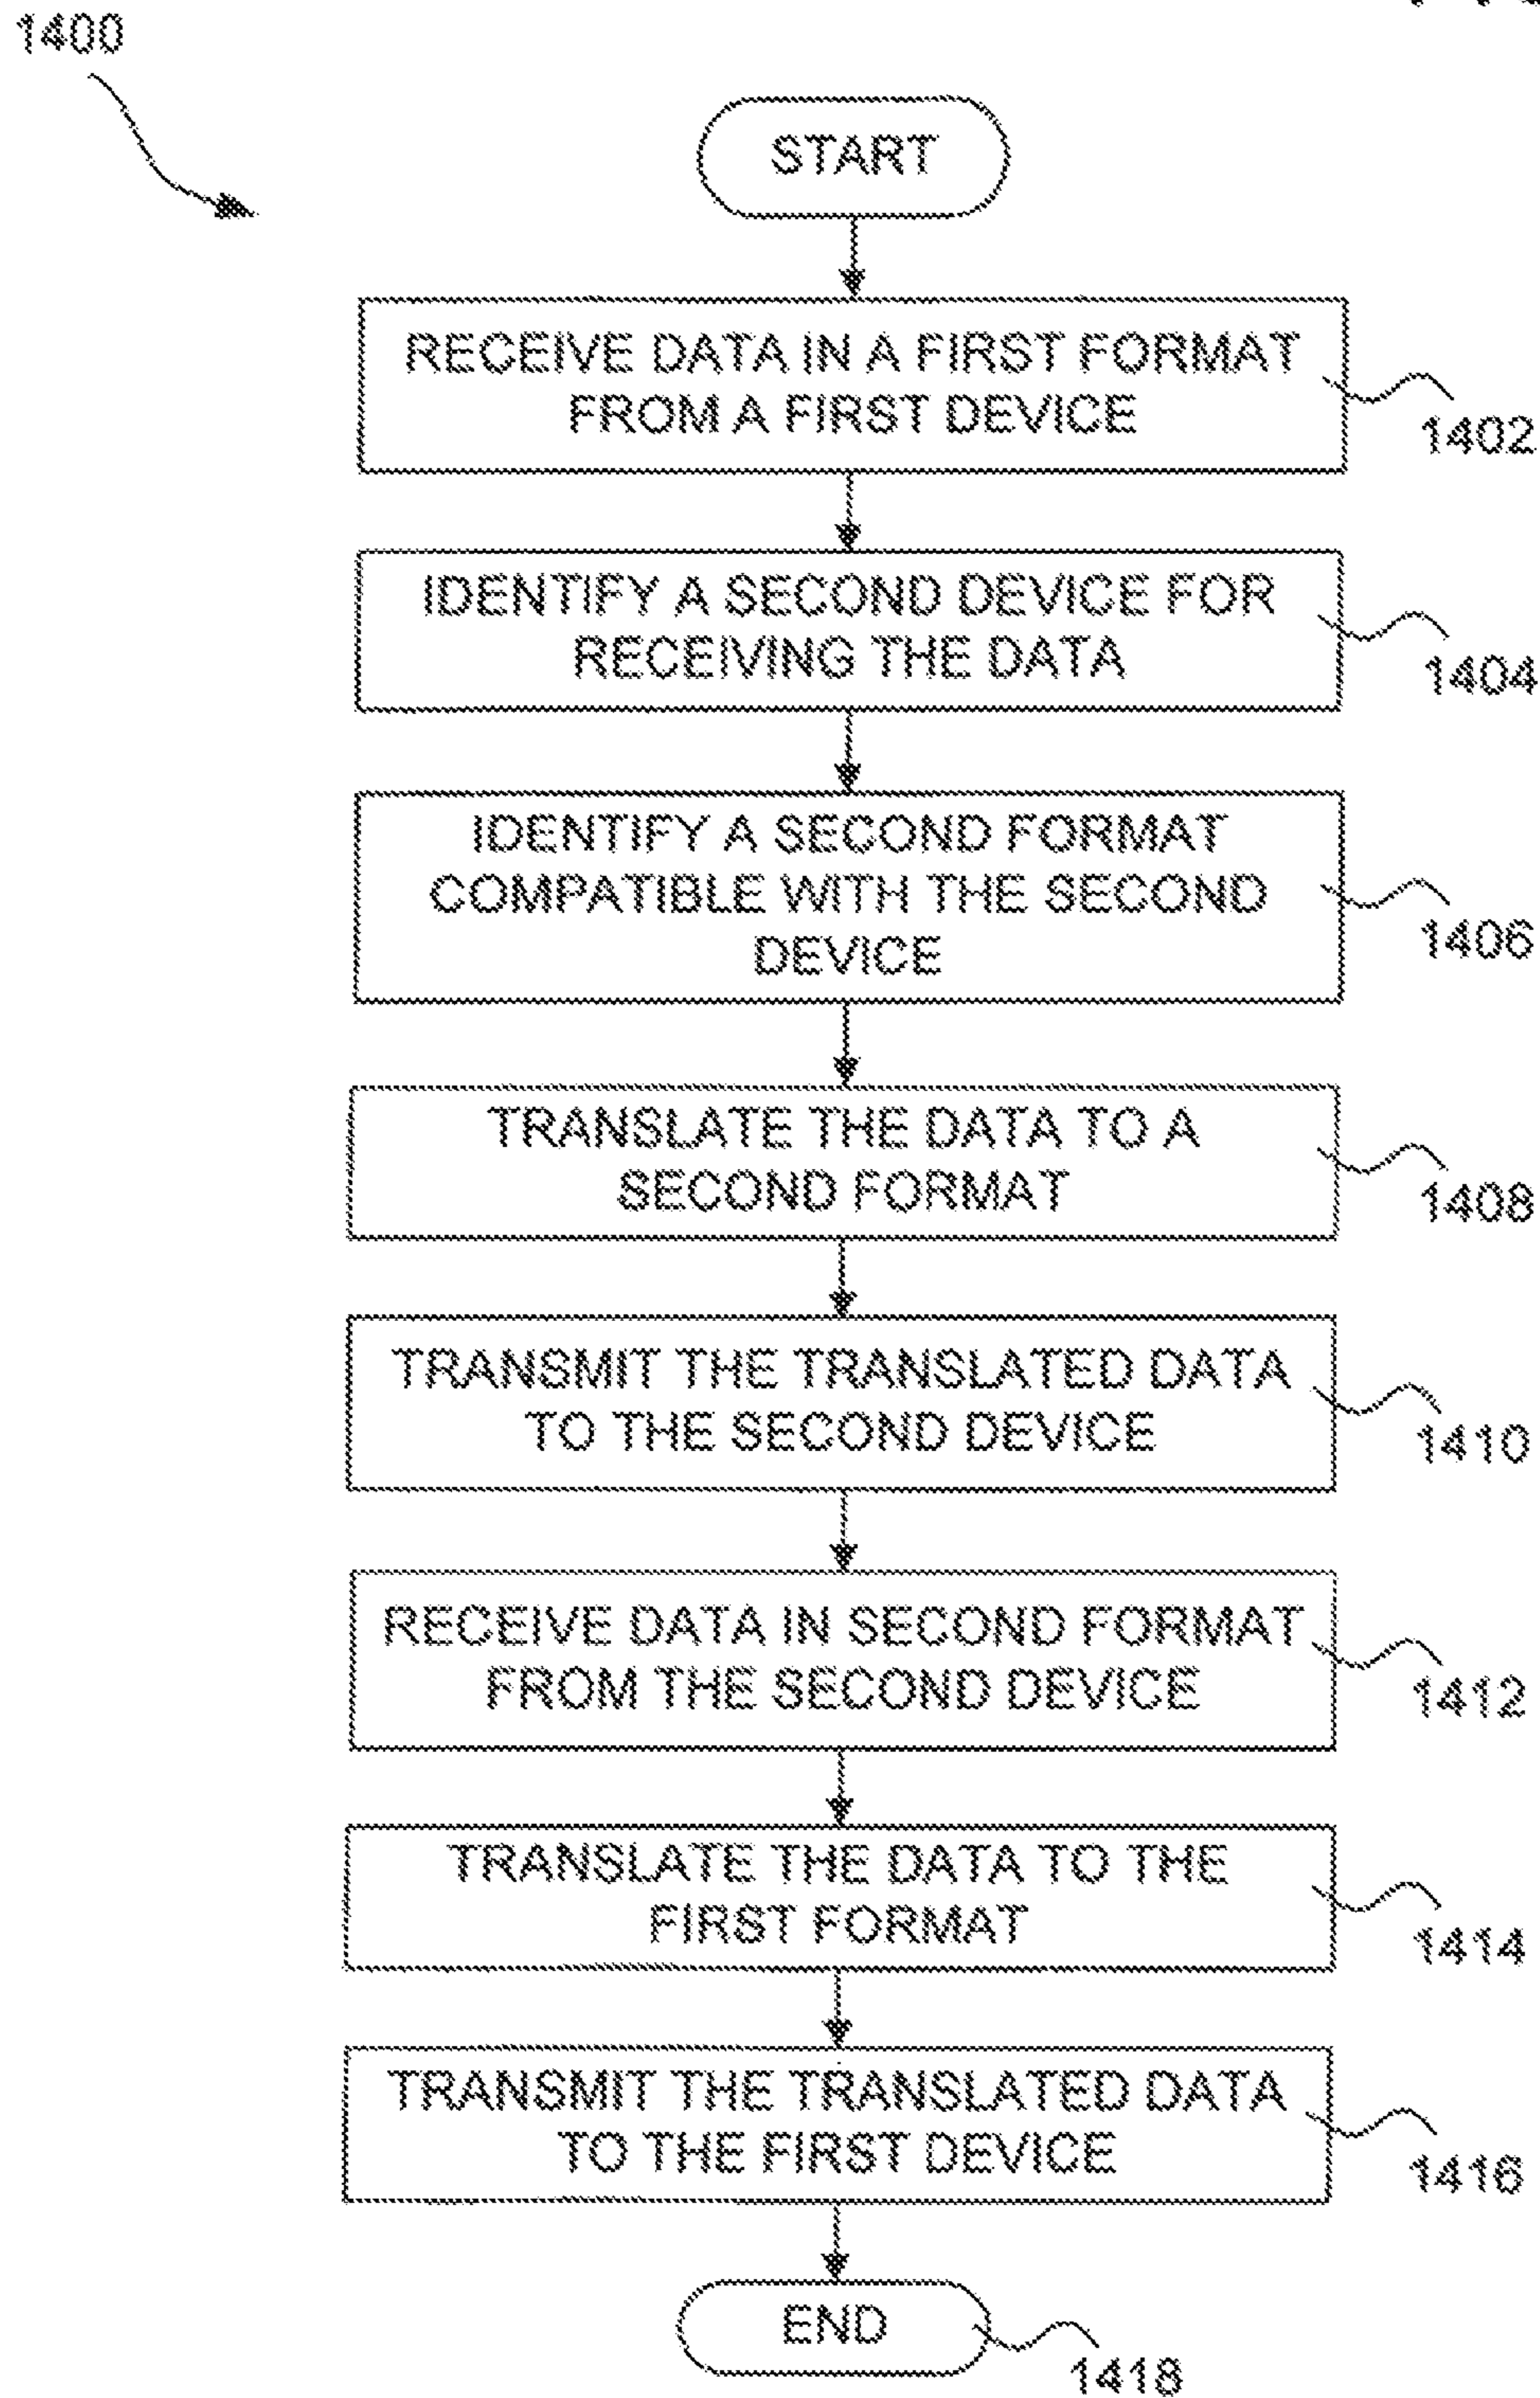 1400
START
RECEIVE DATA IN A FIRST FORMAT
FROM A FIRST DEVICE
1402
IDENTIFY A SECOND DEVICE FOR
RECEIVING THE DATA
1404
IDENTIFY A SECOND FORMAT
COMPATIBLE WITH THE SECOND
DEVICE
1406
TRANSLATE THE DATA TO A
SECOND FORMAT
1408
TRANSMIT THE TRANSLATED DATA
TO THE SECOND DEVICE
1410
RECEIVE DATA IN SECOND FORMAT
FROM THE SECOND DEVICE
1412
TRANSLATE THE DATA TO THE
FIRST FORMAT
1414
TRANSMIT THE TRANSLATED DATA
TO THE FIRST DEVICE
1416
END
1418